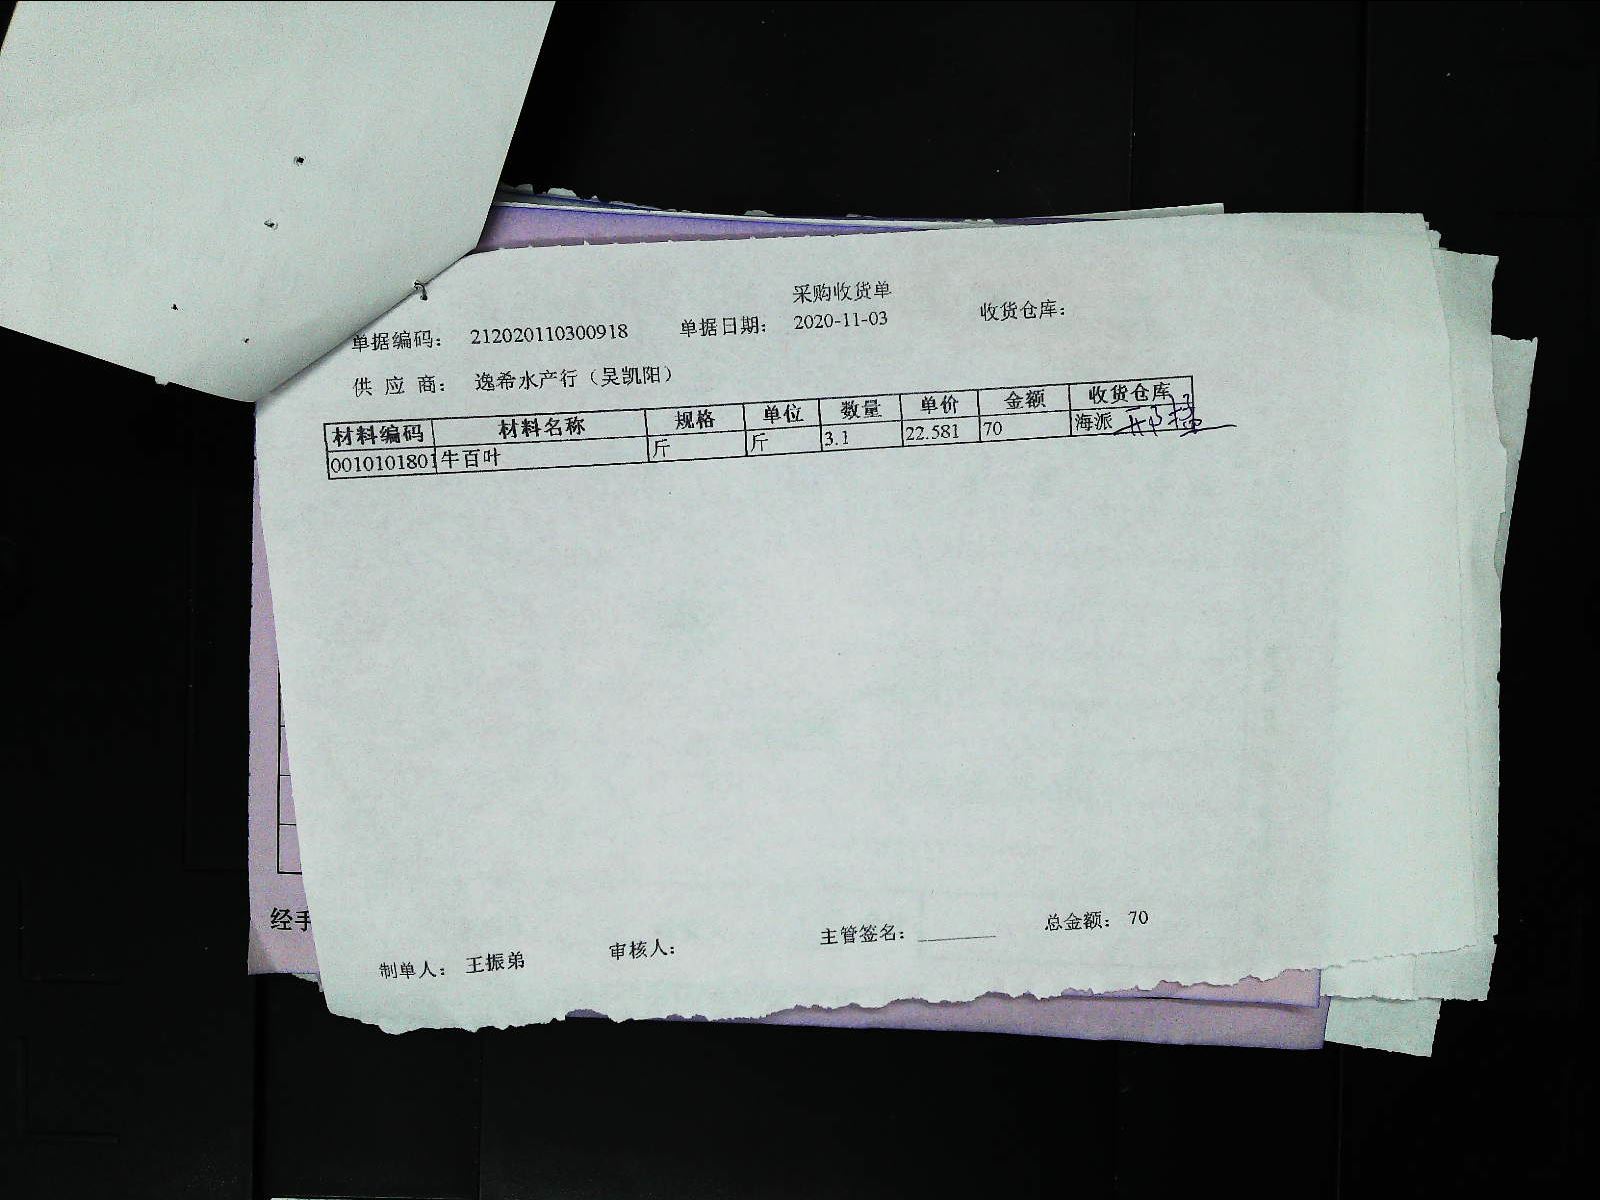 采购收货单
单据编码： 212020110300918 单据日期： 2020-11-03 收货仓库：
供 应 商： 逸希水产行（吴凯阳）
材料编码 材料名称 规格 单位 数量 单价 金额 收货仓库
0010101801 牛百叶 斤 斤 3.1 22.581 70 海派
经手
制单人： 王振弟 审核人： 主管签名： 总金额： 70